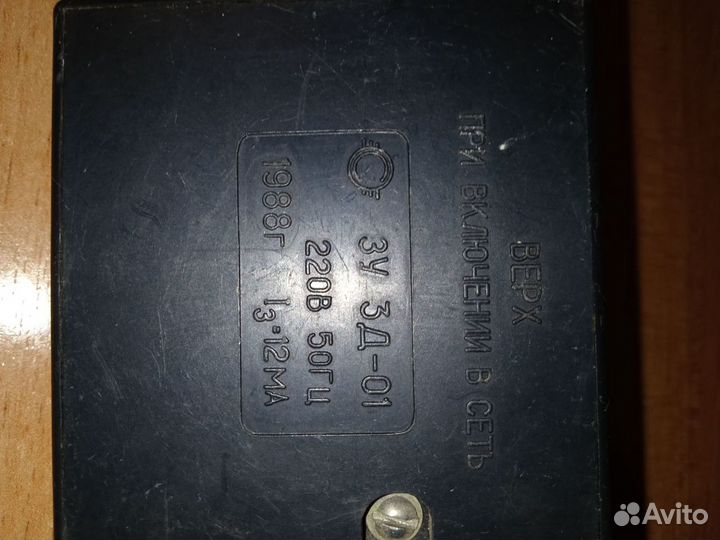 ВЕРХ
ПРИ ВКЛЮЧЕНИИ В СЕТЬ
ЗУ ЗД-01
220В 50ГЦ
1988г Iз=12МА
Avito